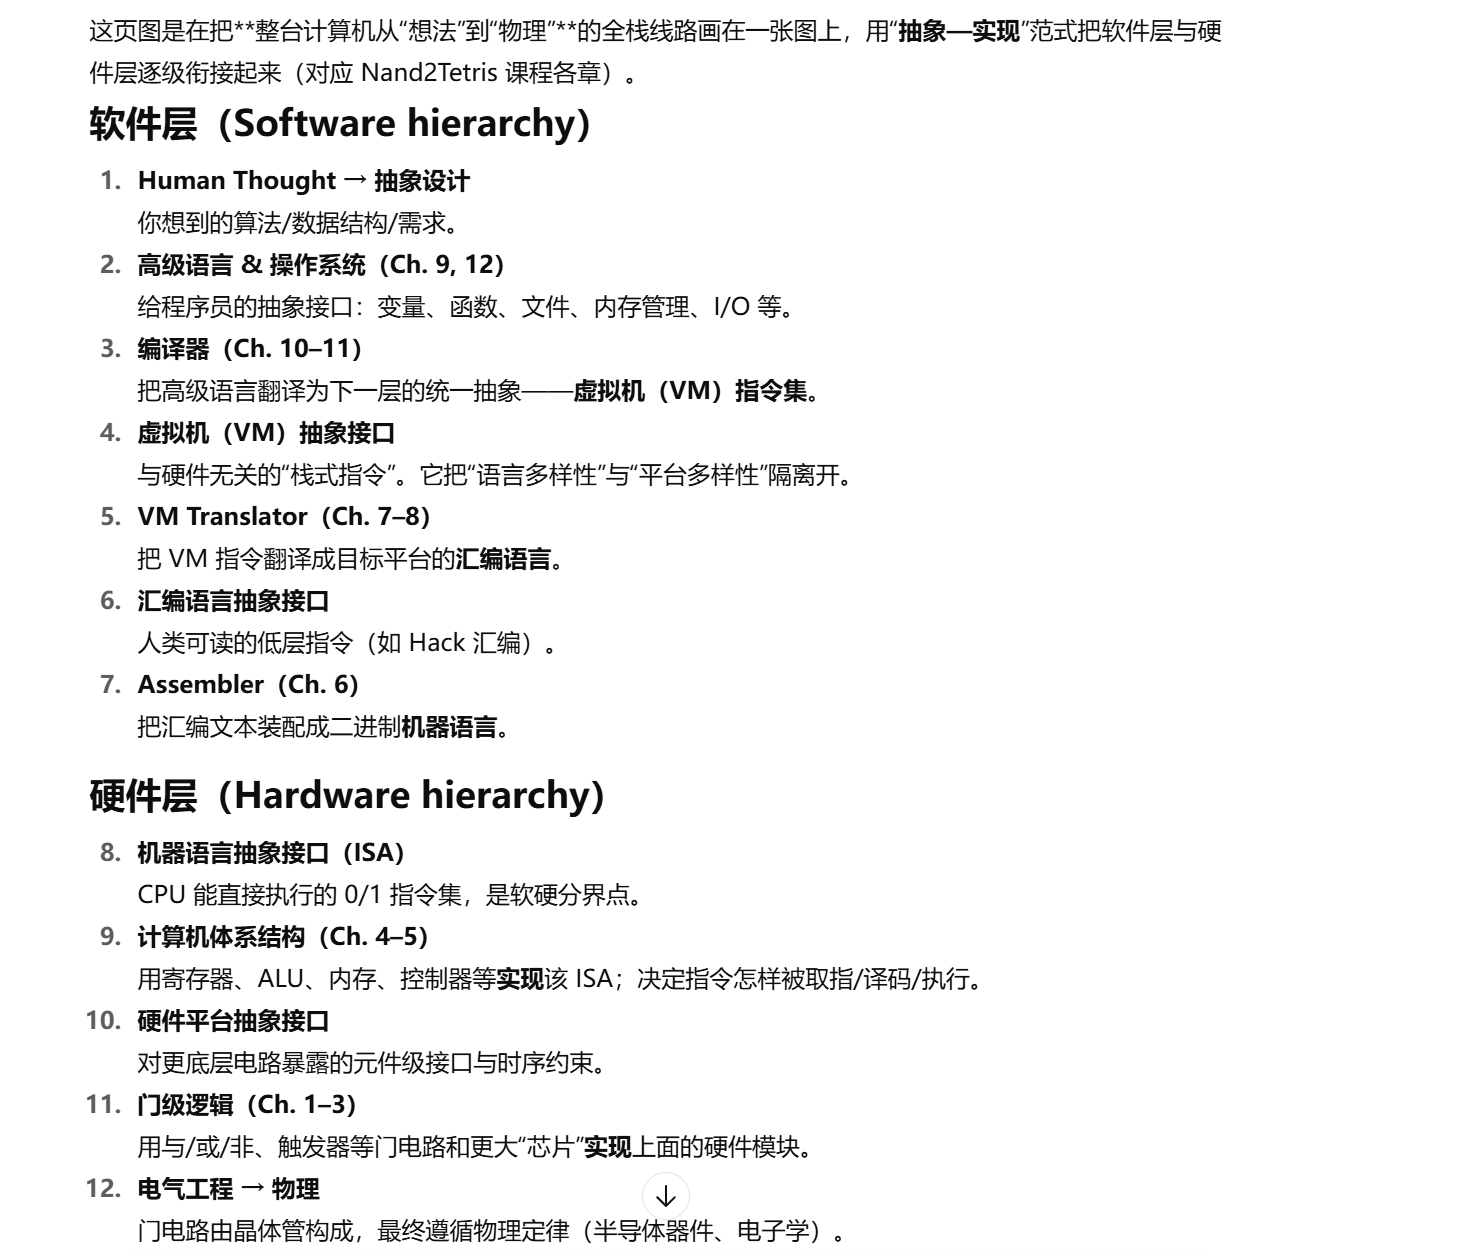 这页图是在把**整台计算机从“想法”到“物理”**的全栈线路画在一张图上，用“抽象—实现”范式把软件层与硬
件层逐级衔接起来（对应 Nand2Tetris 课程各章）。
软件层（Software hierarchy）
1. Human Thought → 抽象设计
你想到的算法/数据结构/需求。
2. 高级语言 & 操作系统（Ch. 9, 12）
给程序员的抽象接口：变量、函数、文件、内存管理、I/O 等。
3. 编译器（Ch. 10–11）
把高级语言翻译为下一层的统一抽象——虚拟机（VM）指令集。
4. 虚拟机（VM）抽象接口
与硬件无关的“栈式指令”。它把“语言多样性”与“平台多样性”隔离开。
5. VM Translator（Ch. 7–8）
把 VM 指令翻译成目标平台的汇编语言。
6. 汇编语言抽象接口
人类可读的低层指令（如 Hack 汇编）。
7. Assembler（Ch. 6）
把汇编文本装配成二进制机器语言。
硬件层（Hardware hierarchy）
8. 机器语言抽象接口（ISA）
CPU 能直接执行的 0/1 指令集，是软硬分界点。
9. 计算机体系结构（Ch. 4–5）
用寄存器、ALU、内存、控制器等实现该 ISA；决定指令怎样被取指/译码/执行。
10. 硬件平台抽象接口
对更底层电路暴露的元件级接口与时序约束。
11. 门级逻辑（Ch. 1–3）
用与/或/非、触发器等门电路和更大“芯片”实现上面的硬件模块。
12. 电气工程 → 物理
门电路由晶体管构成，最终遵循物理定律（半导体器件、电子学）。